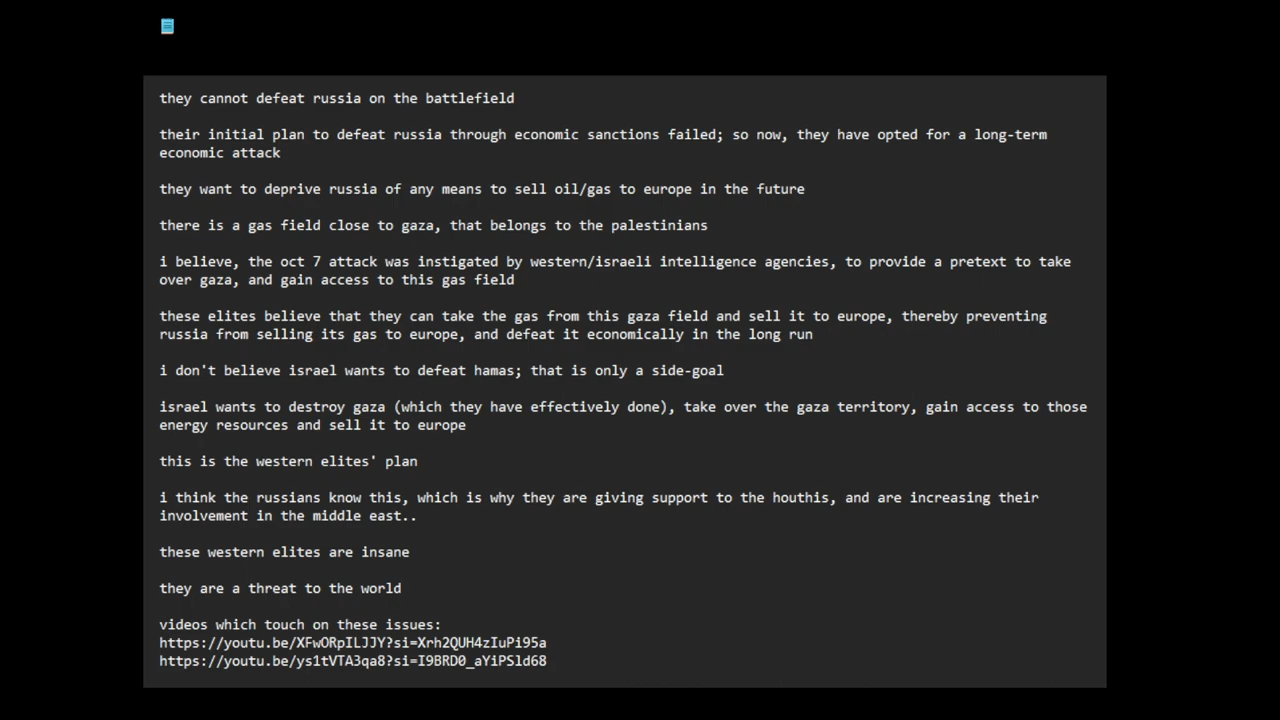 they cannot defeat russia on the battlefield
their initial plan to defeat russia through economic sanctions failed; so now, they have opted for a long-term
economic attack
they want to deprive russia of any means to sell oil/gas to europe in the future
there is a gas field close to gaza, that belongs to the palestinians
i believe, the oct 7 attack was instigated by western/israeli intelligence agencies, to provide a pretext to take
over gaza, and gain access to this gas field
these elites believe that they can take the gas from this gaza field and sell it to europe, thereby preventing
russia from selling its gas to europe, and defeat it economically in the long run
i don't believe israel wants to defeat hamas; that is only a side-goal
israel wants to destroy gaza (which they have effectively done), take over the gaza territory, gain access to those
energy resources and sell it to europe
this is the western elites' plan
i think the russians know this, which is why they are giving support to the houthis, and are increasing their
involvement in the middle east..
these western elites are insane
they are a threat to the world
videos which touch on these issues:
https://youtu.be/XFwORpILJJY?si=Xrh2QUH4zIuPi95a
https://youtu.be/ys1tVTA3qa8?si=I9BRD0_aYiPSld68